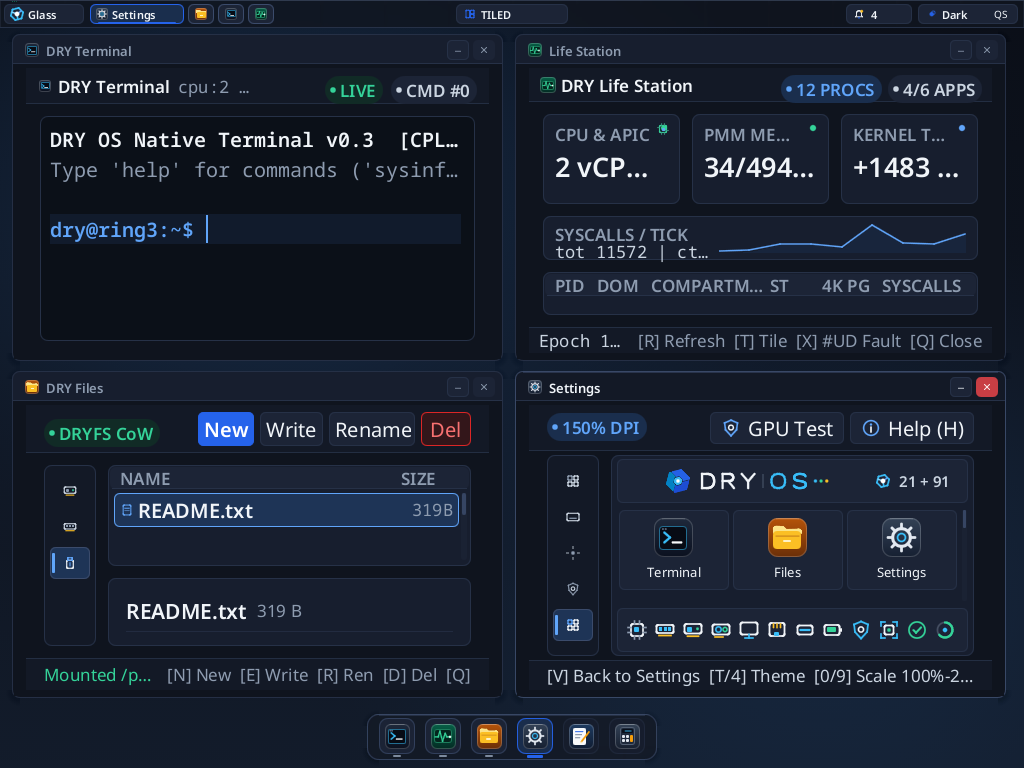 Glass
Settings
TILED
4
Dark
QS
DRY Terminal
DRY Terminal cpu:2 …
LIVE
CMD #0
DRY OS Native Terminal v0.3 [CPL…
Type 'help' for commands ('sysinf…
dry@ring3:~$
Life Station
DRY Life Station
12 PROCS
4/6 APPS
CPU & APIC
2 vCP…
PMM ME…
34/494…
KERNEL T…
+1483 …
SYSCALLS / TICK
tot 11572 | ct…
PID DOM COMPARTM… ST 4K PG SYSCALLS
Epoch 1… [R] Refresh [T] Tile [X] #UD Fault [Q] Close
DRY Files
DRYFS CoW
New
Write
Rename
Del
NAME SIZE
README.txt 319B
README.txt 319 B
Mounted /p… [N] New [E] Write [R] Ren [D] Del [Q]
Settings
150% DPI
GPU Test
Help (H)
DRY OS
21 + 91
Terminal
Files
Settings
[V] Back to Settings [T/4] Theme [0/9] Scale 100%-2…